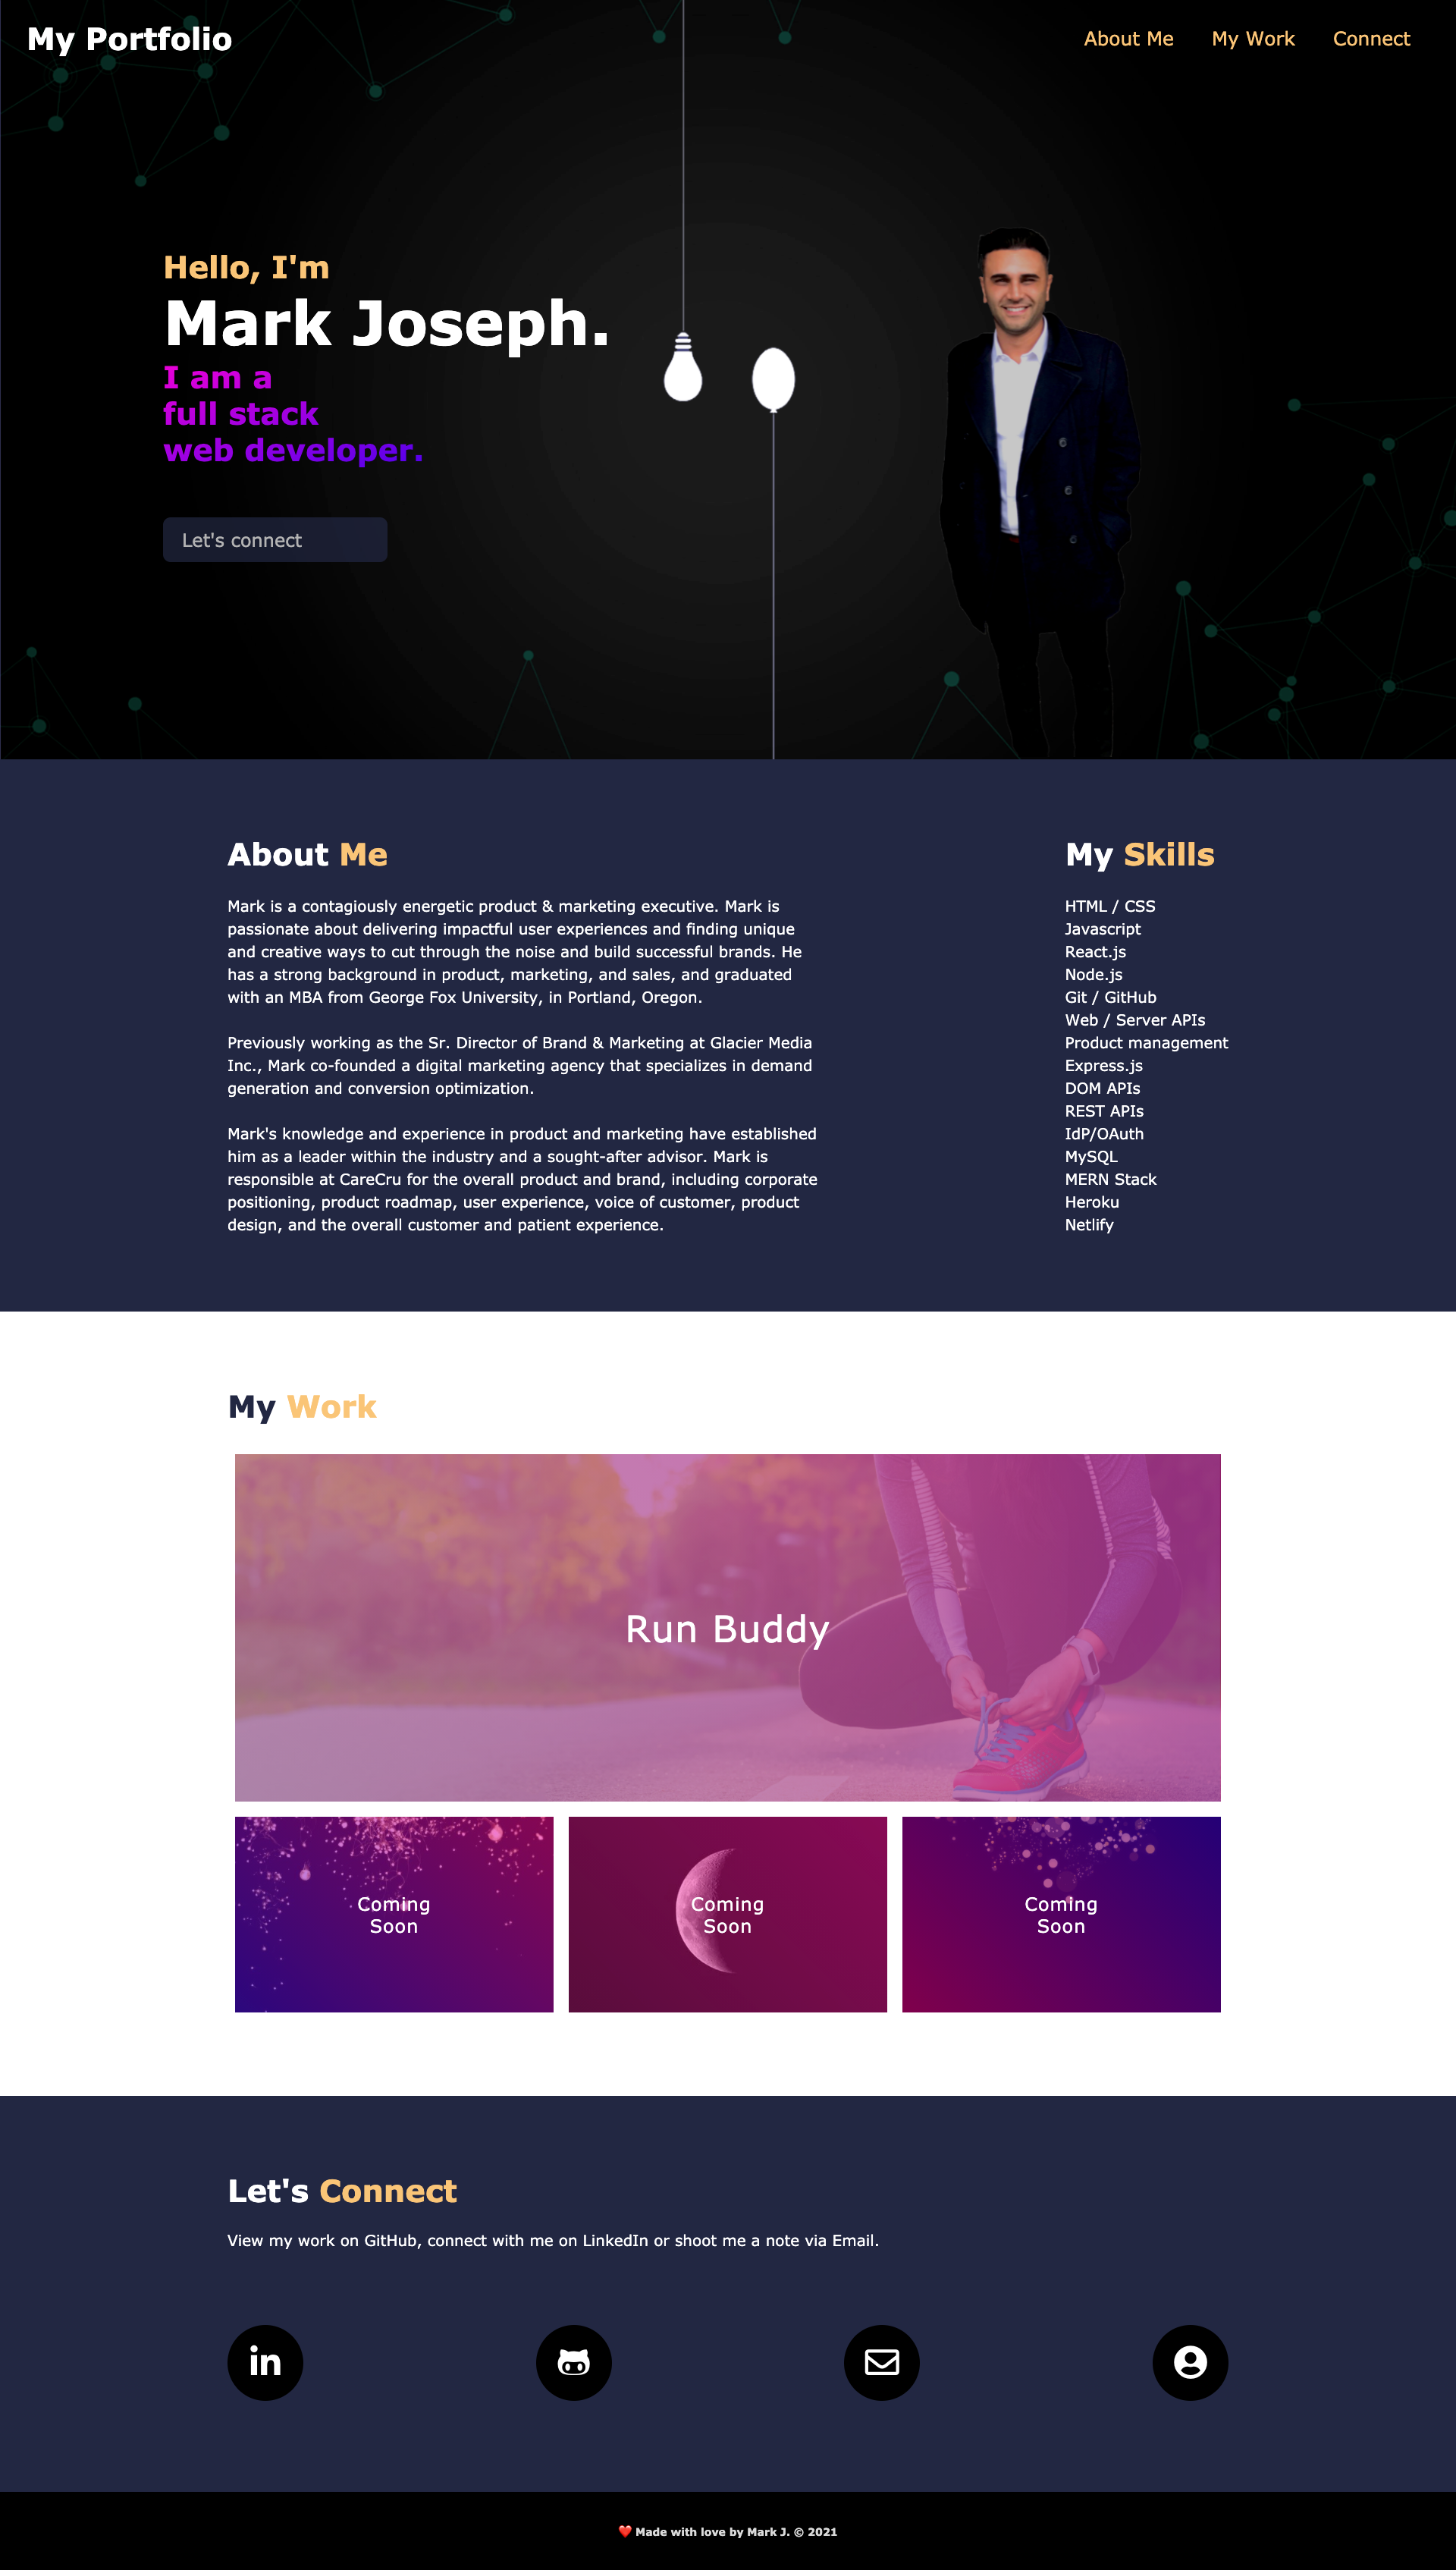 My Portfolio
About Me
My Work
Connect
Hello, I'm
Mark Joseph.
I am a
full stack
web developer.
Let's connect
About Me
Mark is a contagiously energetic product & marketing executive. Mark is
passionate about delivering impactful user experiences and finding unique
and creative ways to cut through the noise and build successful brands. He
has a strong background in product, marketing, and sales, and graduated
with an MBA from George Fox University, in Portland, Oregon.
Previously working as the Sr. Director of Brand & Marketing at Glacier Media
Inc., Mark co-founded a digital marketing agency that specializes in demand
generation and conversion optimization.
Mark's knowledge and experience in product and marketing have established
him as a leader within the industry and a sought-after advisor. Mark is
responsible at CareCru for the overall product and brand, including corporate
positioning, product roadmap, user experience, voice of customer, product
design, and the overall customer and patient experience.
My Skills
HTML / CSS
Javascript
React.js
Node.js
Git / GitHub
Web / Server APIs
Product management
Express.js
DOM APIs
REST APIs
IdP/OAuth
MySQL
MERN Stack
Heroku
Netlify
My Work
Run Buddy
Coming
Soon
Coming
Soon
Coming
Soon
Let's Connect
View my work on GitHub, connect with me on LinkedIn or shoot me a note via Email.
in
❤️ Made with love by Mark J. © 2021